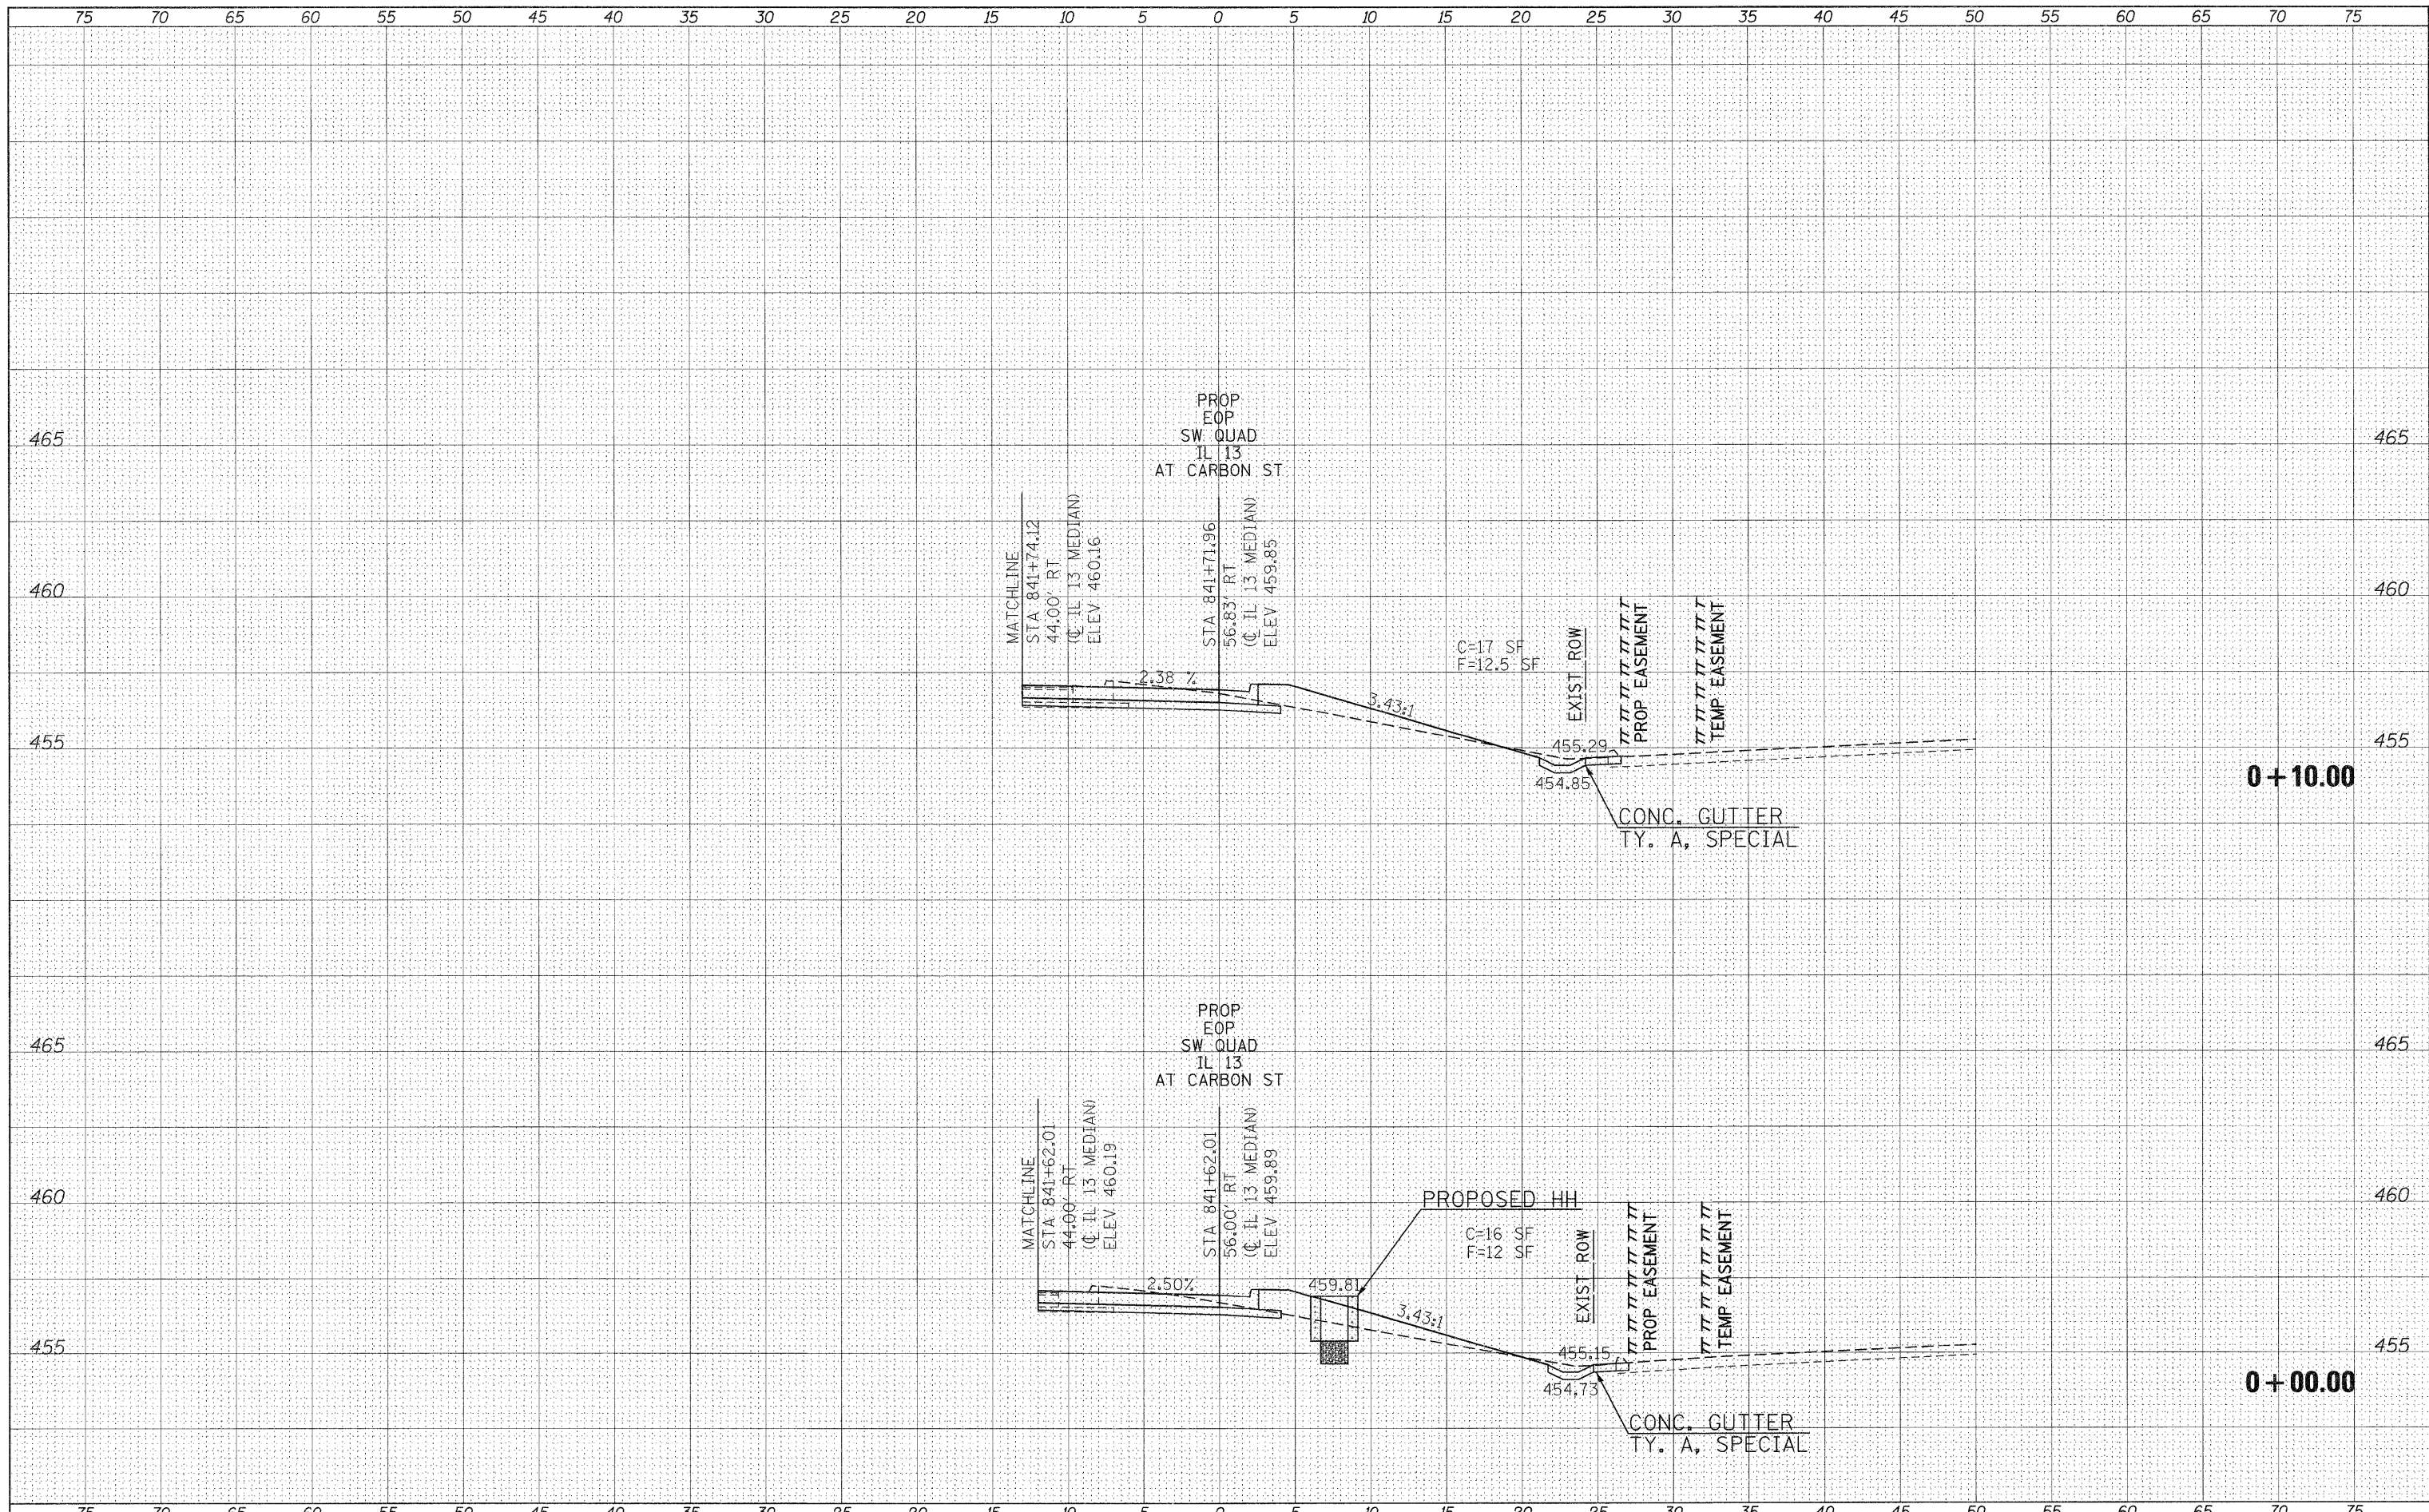 75 70 65 60 55 50 45 40 35 30 25 20 15 10 5 0 5 10 15 20 25 30 35 40 45 50 55 60 65 70 75
PROP
EOP
SW QUAD
IL 13
AT CARBON ST
465
465
MATCHLINE
STA 841+74.12
44.00' RT
(℄ IL 13 MEDIAN)
ELEV 460.16
STA 841+71.96
56.83' RT
(℄ IL 13 MEDIAN)
ELEV 459.85
460
460
C=17 SF
F=12.5 SF
EXIST ROW
PROP EASEMENT
TEMP EASEMENT
2.38 %
3.43:1
455
455.29
455
454.85
0+10.00
CONC. GUTTER
TY. A, SPECIAL
PROP
EOP
SW QUAD
IL 13
AT CARBON ST
465
465
MATCHLINE
STA 841+62.01
44.00' RT
(℄ IL 13 MEDIAN)
ELEV 460.19
STA 841+62.01
56.00' RT
(℄ IL 13 MEDIAN)
ELEV 459.89
460
PROPOSED HH
460
C=16 SF
F=12 SF
EXIST ROW
PROP EASEMENT
TEMP EASEMENT
2.50%
459.81
3.43:1
455
455.15
455
454.73
0+00.00
CONC. GUTTER
TY. A, SPECIAL
75 70 65 60 55 50 45 40 35 30 25 20 15 10 5 0 5 10 15 20 25 30 35 40 45 50 55 60 65 70 75